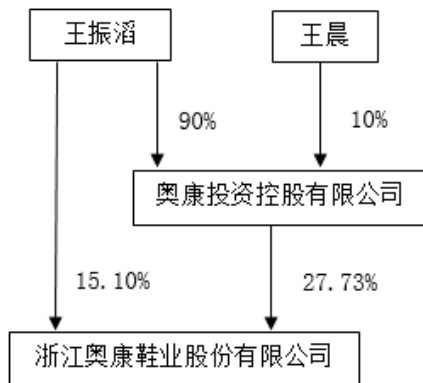 王振滔
王晨
90%
10%
奥康投资控股有限公司
15.10%
27.73%
浙江奥康鞋业股份有限公司